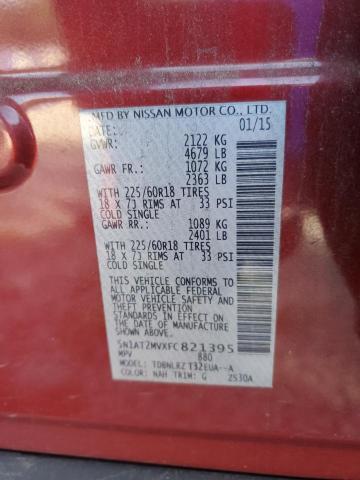 MFD BY NISSAN MOTOR CO., LTD.
DATE: 01/15
GVWR: 2122 KG
4679 LB
GAWR FR.: 1072 KG
2363 LB
WITH 225/60R18 TIRES
18 X 7J RIMS AT 33 PSI
COLD SINGLE
GAWR RR.: 1089 KG
2401 LB
WITH 225/60R18 TIRES
18 X 7J RIMS AT 33 PSI
COLD SINGLE
THIS VEHICLE CONFORMS TO
ALL APPLICABLE FEDERAL
MOTOR VEHICLE SAFETY, BUMPER,
AND THEFT PREVENTION
STANDARDS IN EFFECT ON THE
DATE OF MANUFACTURE SHOWN
ABOVE.
5N1AT2MVXFC821395
MPV 880
TYPE: TDBNLRZ T32EUA--A
COLOR: NAH TRIM: G 2530A